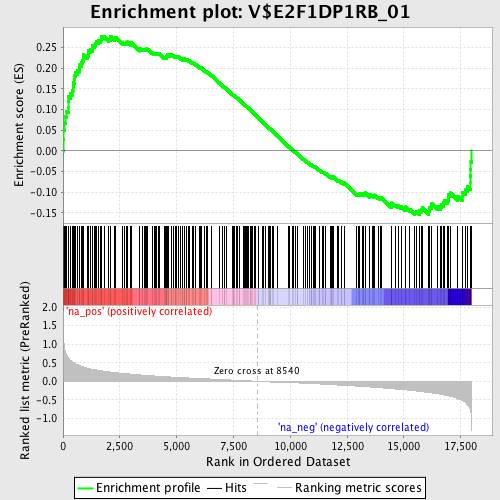 Enrichment plot: V$E2F1DP1RB_01
Enrichment score (ES)
0.25
0.20
0.15
0.10
0.05
0.00
-0.05
-0.10
-0.15
Ranked list metric (PreRanked)
2.0
1.5
1.0
0.5
0.0
-0.5
-1.0
'na_pos' (positively correlated)
Zero cross at 8540
'na_neg' (negatively correlated)
0 2,500 5,000 7,500 10,000 12,500 15,000 17,500
Rank in Ordered Dataset
Enrichment profile Hits Ranking metric scores